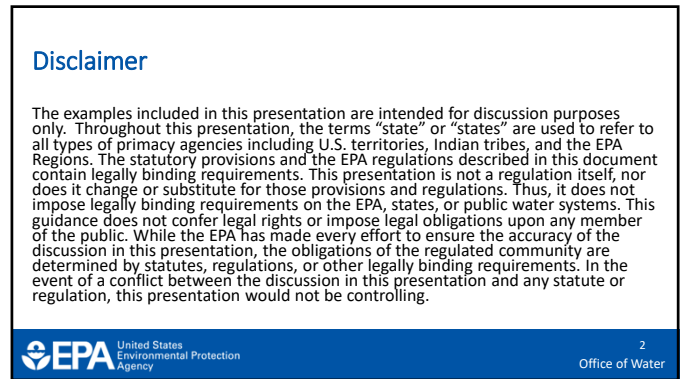 Disclaimer
The examples included in this presentation are intended for discussion purposes
only.  Throughout this presentation, the terms “state” or “states” are used to refer to
all types of primacy agencies including U.S. territories, Indian tribes, and the EPA
Regions. The statutory provisions and the EPA regulations described in this document
contain legally binding requirements. This presentation is not a regulation itself, nor
does it change or substitute for those provisions and regulations. Thus, it does not
impose legally binding requirements on the EPA, states, or public water systems. This
guidance does not confer legal rights or impose legal obligations upon any member
of the public. While the EPA has made every effort to ensure the accuracy of the
discussion in this presentation, the obligations of the regulated community are
determined by statutes, regulations, or other legally binding requirements. In the
event of a conflict between the discussion in this presentation and any statute or
regulation, this presentation would not be controlling.
EPA
United States
Environmental Protection
Agency
2
Office of Water